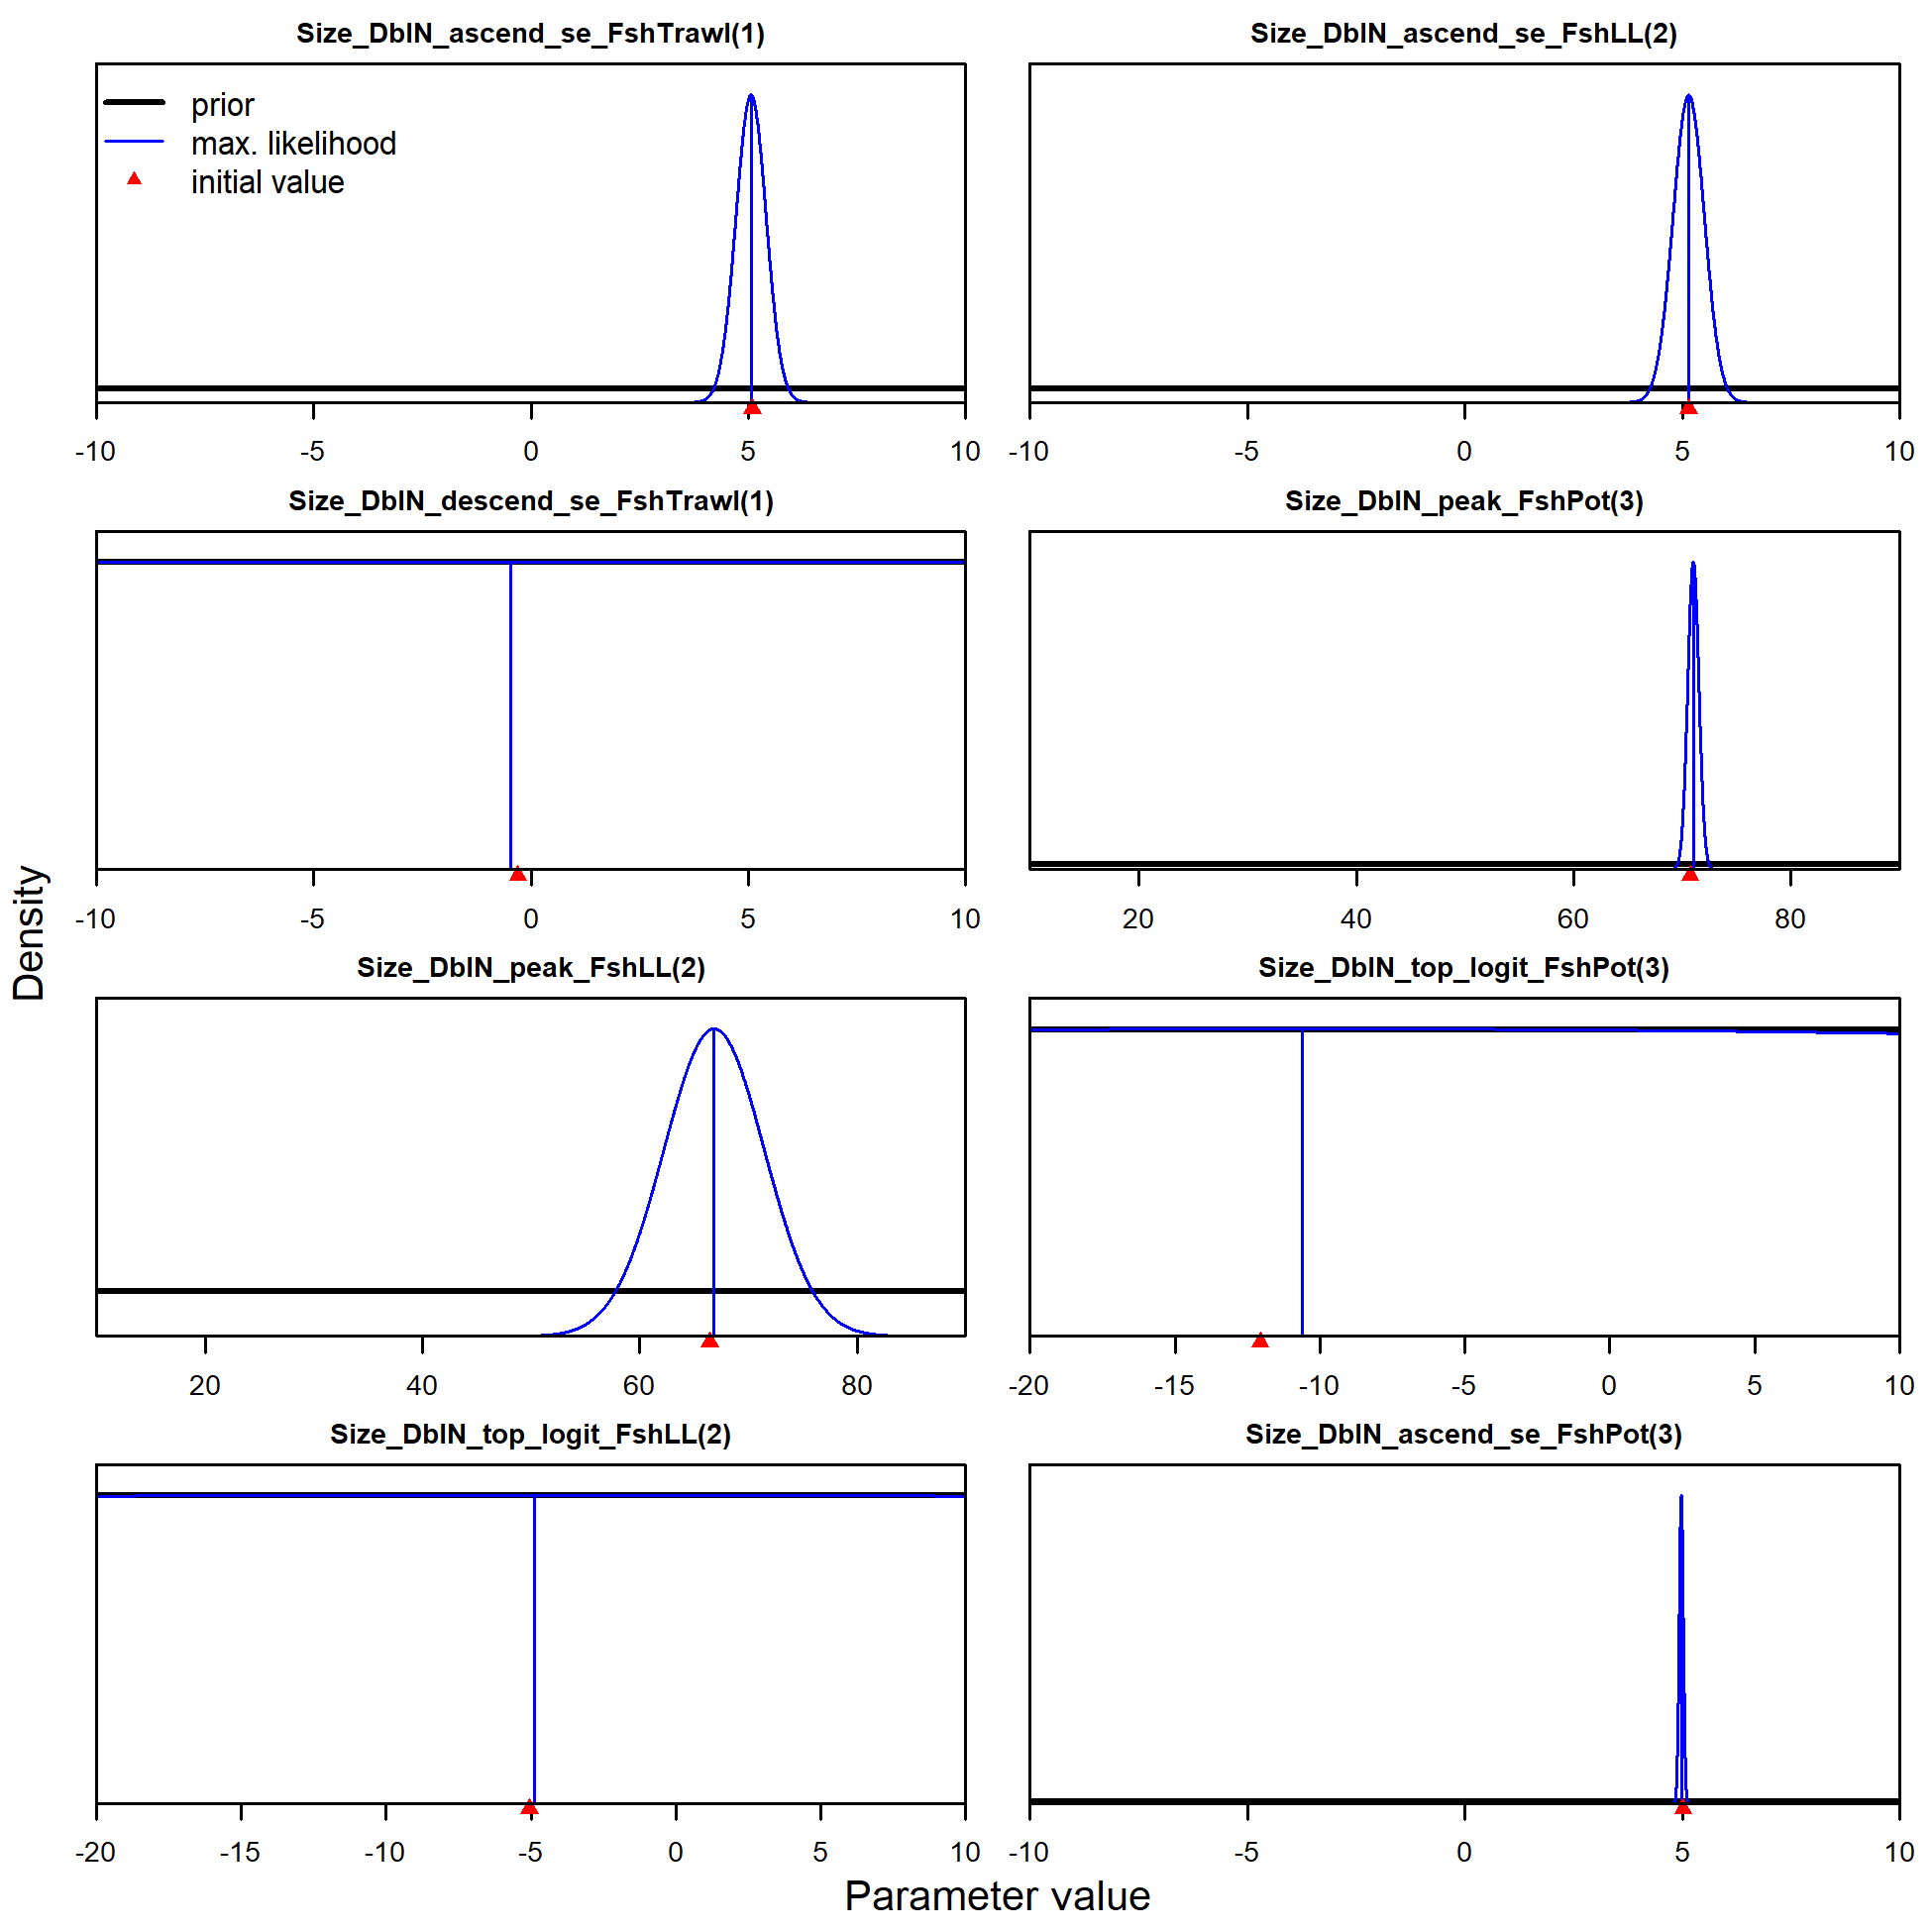 Size_DblN_ascend_se_FshTrawl(1)
prior
max. likelihood
initial value
-10 -5 0 5 10
Size_DblN_ascend_se_FshLL(2)
-10 -5 0 5 10
Size_DblN_descend_se_FshTrawl(1)
-10 -5 0 5 10
Size_DblN_peak_FshPot(3)
20 40 60 80
Size_DblN_peak_FshLL(2)
20 40 60 80
Size_DblN_top_logit_FshPot(3)
-20 -15 -10 -5 0 5 10
Size_DblN_top_logit_FshLL(2)
-20 -15 -10 -5 0 5 10
Size_DblN_ascend_se_FshPot(3)
-10 -5 0 5 10
Density
Parameter value